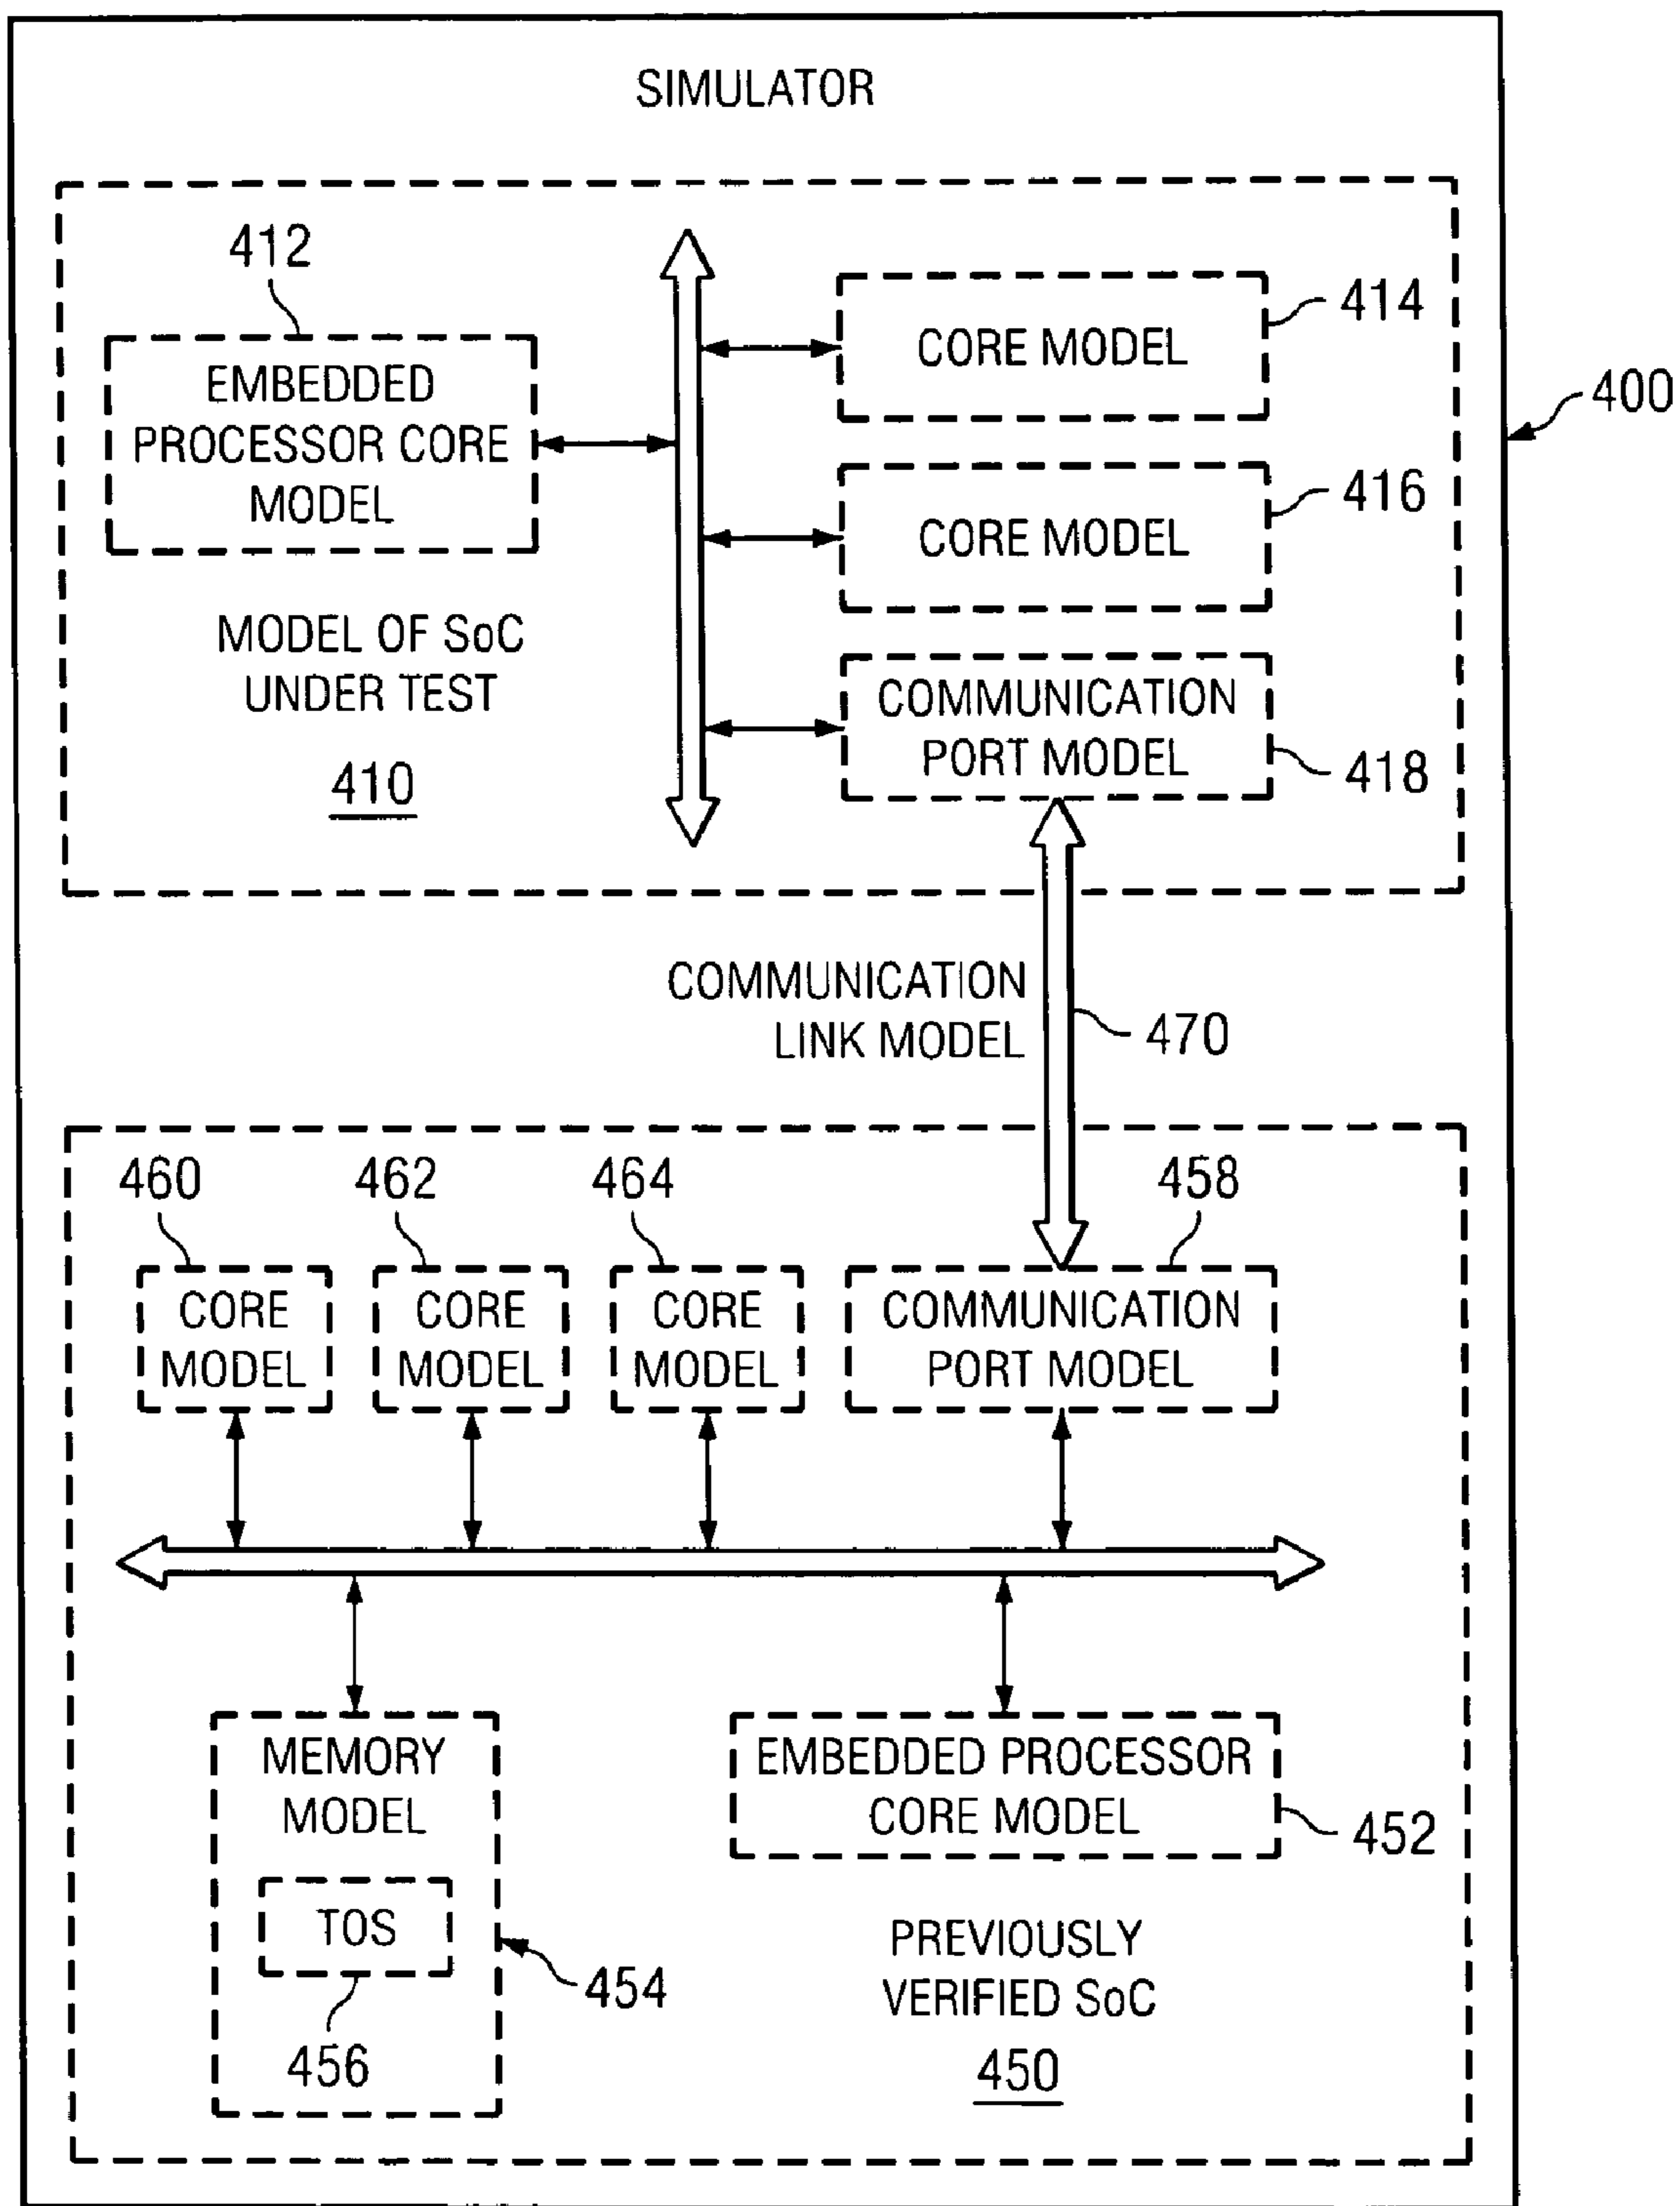 SIMULATOR
412
EMBEDDED
PROCESSOR CORE
MODEL
CORE MODEL
414
400
CORE MODEL
416
MODEL OF SoC
UNDER TEST
410
COMMUNICATION
PORT MODEL
418
COMMUNICATION
LINK MODEL
470
460
462
464
458
CORE
MODEL
CORE
MODEL
CORE
MODEL
COMMUNICATION
PORT MODEL
MEMORY
MODEL
TOS
456
454
EMBEDDED PROCESSOR
CORE MODEL
452
PREVIOUSLY
VERIFIED SoC
450